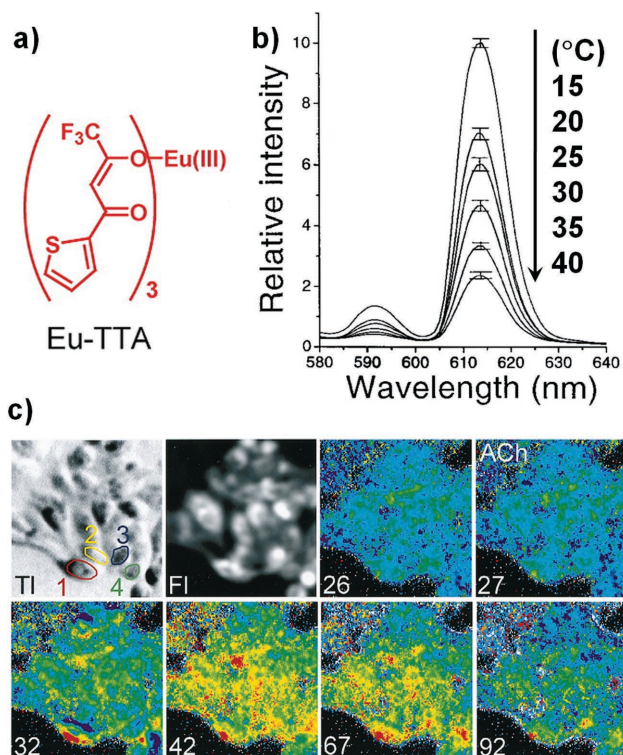 a)
F₃C
O—Eu(III)
O
S
3
Eu-TTA
b)
Relative intensity
10
8
6
4
2
0
580 590 600 610 620 630 640
Wavelength (nm)
(°C)
15
20
25
30
35
40
c)
TI
1
2
3
4
FI
26
ACh
27
32
42
67
92